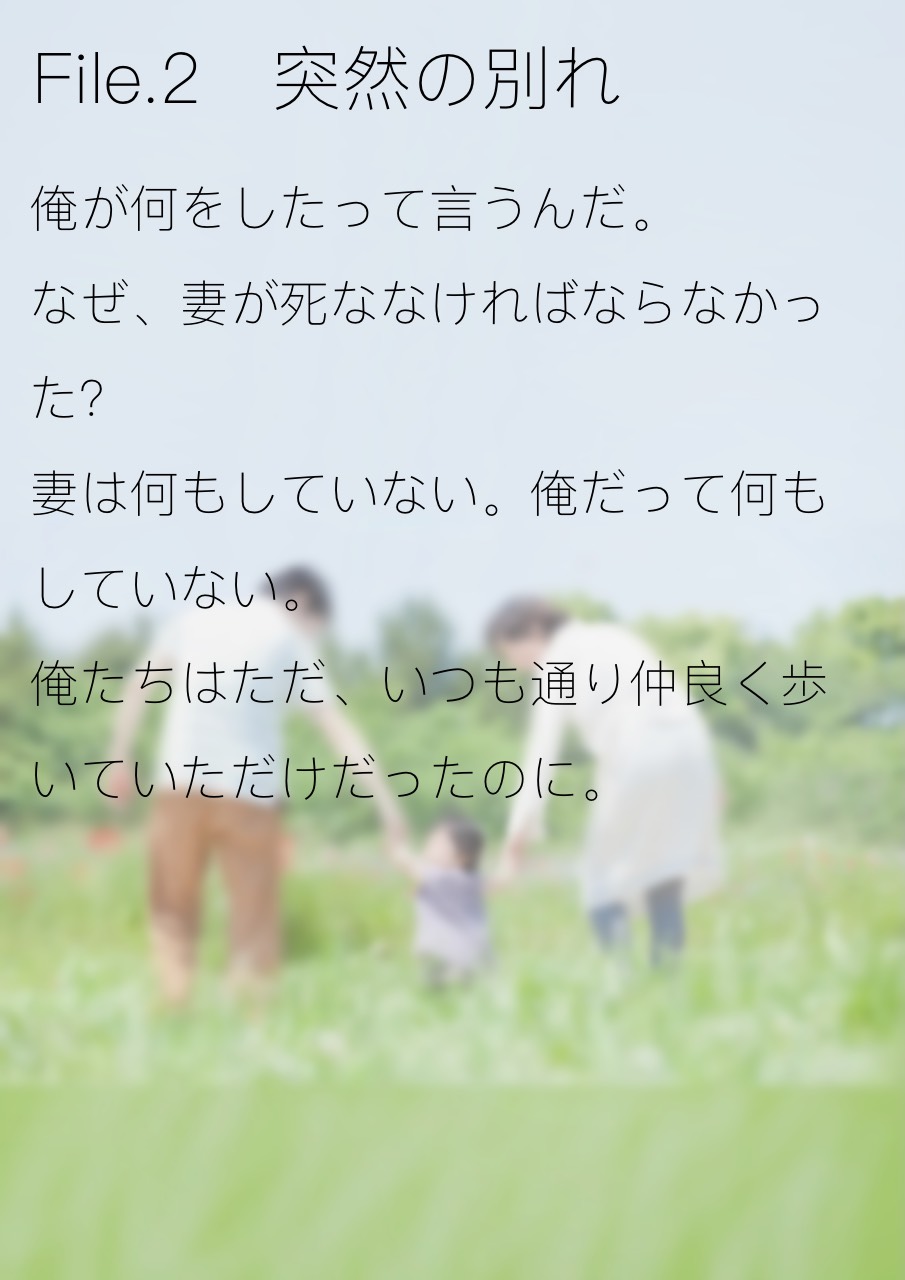 File.2　突然の別れ
俺が何をしたって言うんだ。
なぜ、妻が死ななければならなかっ
た?
妻は何もしていない。俺だって何も
していない。
俺たちはただ、いつも通り仲良く歩
いていただけだったのに。